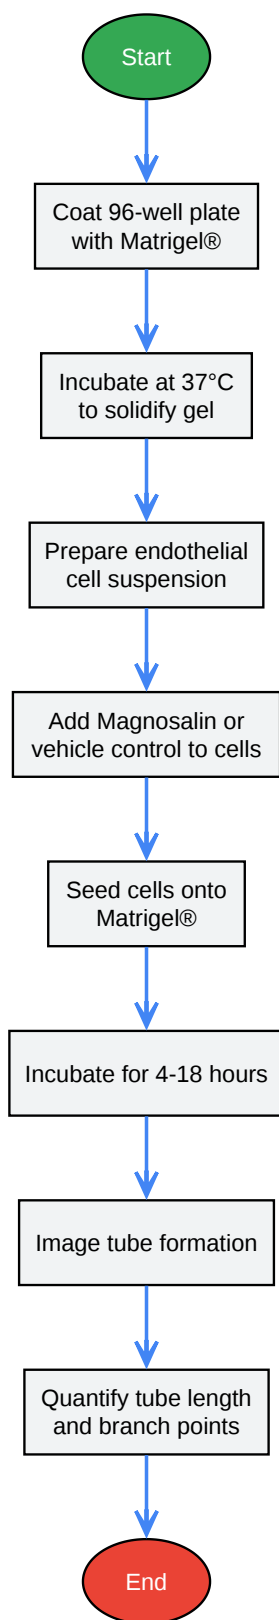 Start
Coat 96-well plate
with Matrigel®
Incubate at 37°C
to solidify gel
Prepare endothelial
cell suspension
Add Magnosalin or
vehicle control to cells
Seed cells onto
Matrigel®
Incubate for 4-18 hours
Image tube formation
Quantify tube length
and branch points
End